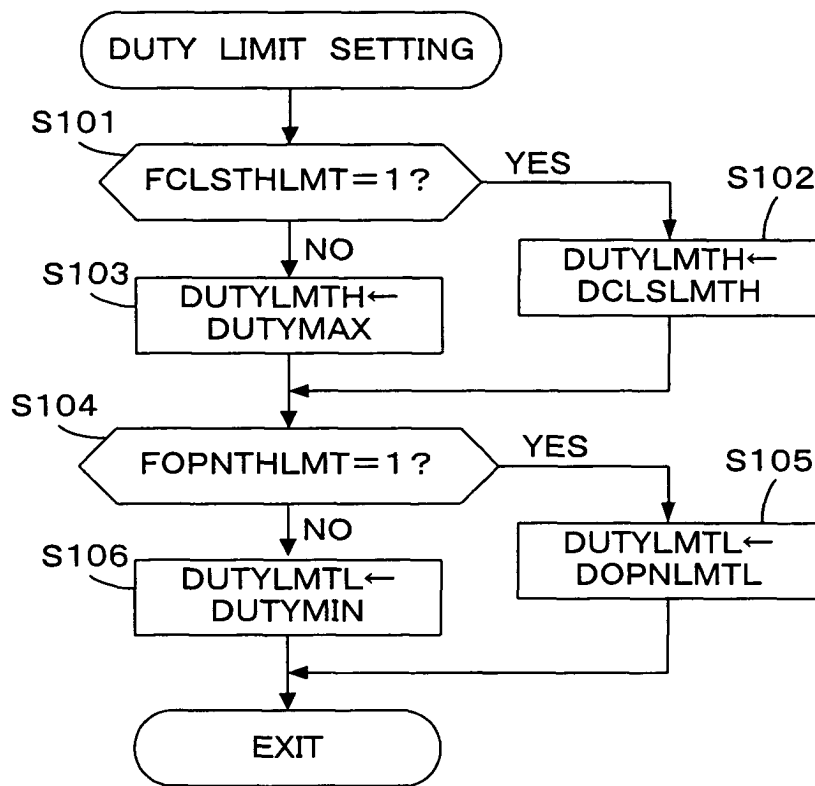 DUTY LIMIT SETTING
S101
FCLSTHLMT=1?
YES
S102
DUTYLMTH←
DCLSLMTH
NO
S103
DUTYLMTH←
DUTYMAX
S104
FOPNTHLMT=1?
YES
S105
DUTYLMTL←
DOPNLMTL
NO
S106
DUTYLMTL←
DUTYMIN
EXIT